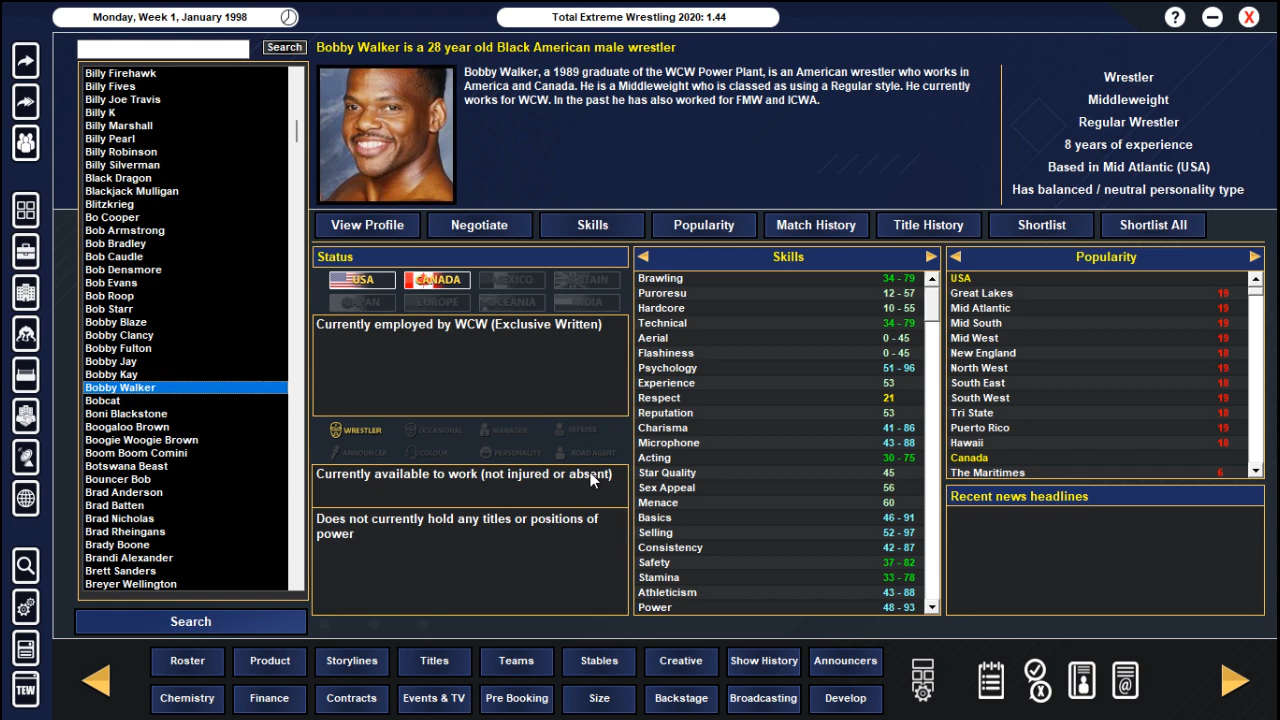 Monday, Week 1, January 1998
Total Extreme Wrestling 2020: 1.44
?
X
Search
Bobby Walker is a 28 year old Black American male wrestler
Billy Firehawk
Billy Fives
Billy Joe Travis
Billy K
Billy Marshall
Billy Pearl
Billy Robinson
Billy Silverman
Black Dragon
Blackjack Mulligan
Blitzkrieg
Bo Cooper
Bob Armstrong
Bob Bradley
Bob Caudle
Bob Densmore
Bob Evans
Bob Roop
Bob Starr
Bobby Blaze
Bobby Clancy
Bobby Fulton
Bobby Jay
Bobby Kay
Bobby Walker
Bobcat
Boni Blackstone
Boogaloo Brown
Boogie Woogie Brown
Boom Boom Comini
Botswana Beast
Bouncer Bob
Brad Anderson
Brad Batten
Brad Nicholas
Brad Rheingans
Brady Boone
Brandi Alexander
Brett Sanders
Breyer Wellington
Search
Bobby Walker, a 1989 graduate of the WCW Power Plant, is an American wrestler who works in
America and Canada. He is a Middleweight who is classed as using a Regular style. He currently
works for WCW. In the past he has also worked for FMW and ICWA.
Wrestler
Middleweight
Regular Wrestler
8 years of experience
Based in Mid Atlantic (USA)
Has balanced / neutral personality type
View Profile
Negotiate
Skills
Popularity
Match History
Title History
Shortlist
Shortlist All
Status
USA
CANADA
MEXICO
BRITAIN
JAPAN
EUROPE
OCEANIA
INDIA
Currently employed by WCW (Exclusive Written)
WRESTLER
OCCASIONAL
MANAGER
REFEREE
ANNOUNCER
COLOUR
PERSONALITY
ROAD AGENT
Currently available to work (not injured or absent)
Does not currently hold any titles or positions of
power
Skills
Brawling 34 - 79
Puroresu 12 - 57
Hardcore 10 - 55
Technical 34 - 79
Aerial 0 - 45
Flashiness 0 - 45
Psychology 51 - 96
Experience 53
Respect 21
Reputation 53
Charisma 41 - 86
Microphone 43 - 88
Acting 30 - 75
Star Quality 45
Sex Appeal 56
Menace 60
Basics 46 - 91
Selling 52 - 97
Consistency 42 - 87
Safety 37 - 82
Stamina 33 - 78
Athleticism 43 - 88
Power 48 - 93
Popularity
USA
Great Lakes 19
Mid Atlantic 19
Mid South 19
Mid West 19
New England 18
North West 19
South East 18
South West 19
Tri State 18
Puerto Rico 19
Hawaii 18
Canada
The Maritimes 6
Recent news headlines
Roster
Product
Storylines
Titles
Teams
Stables
Creative
Show History
Announcers
Chemistry
Finance
Contracts
Events & TV
Pre Booking
Size
Backstage
Broadcasting
Develop
TEW
@